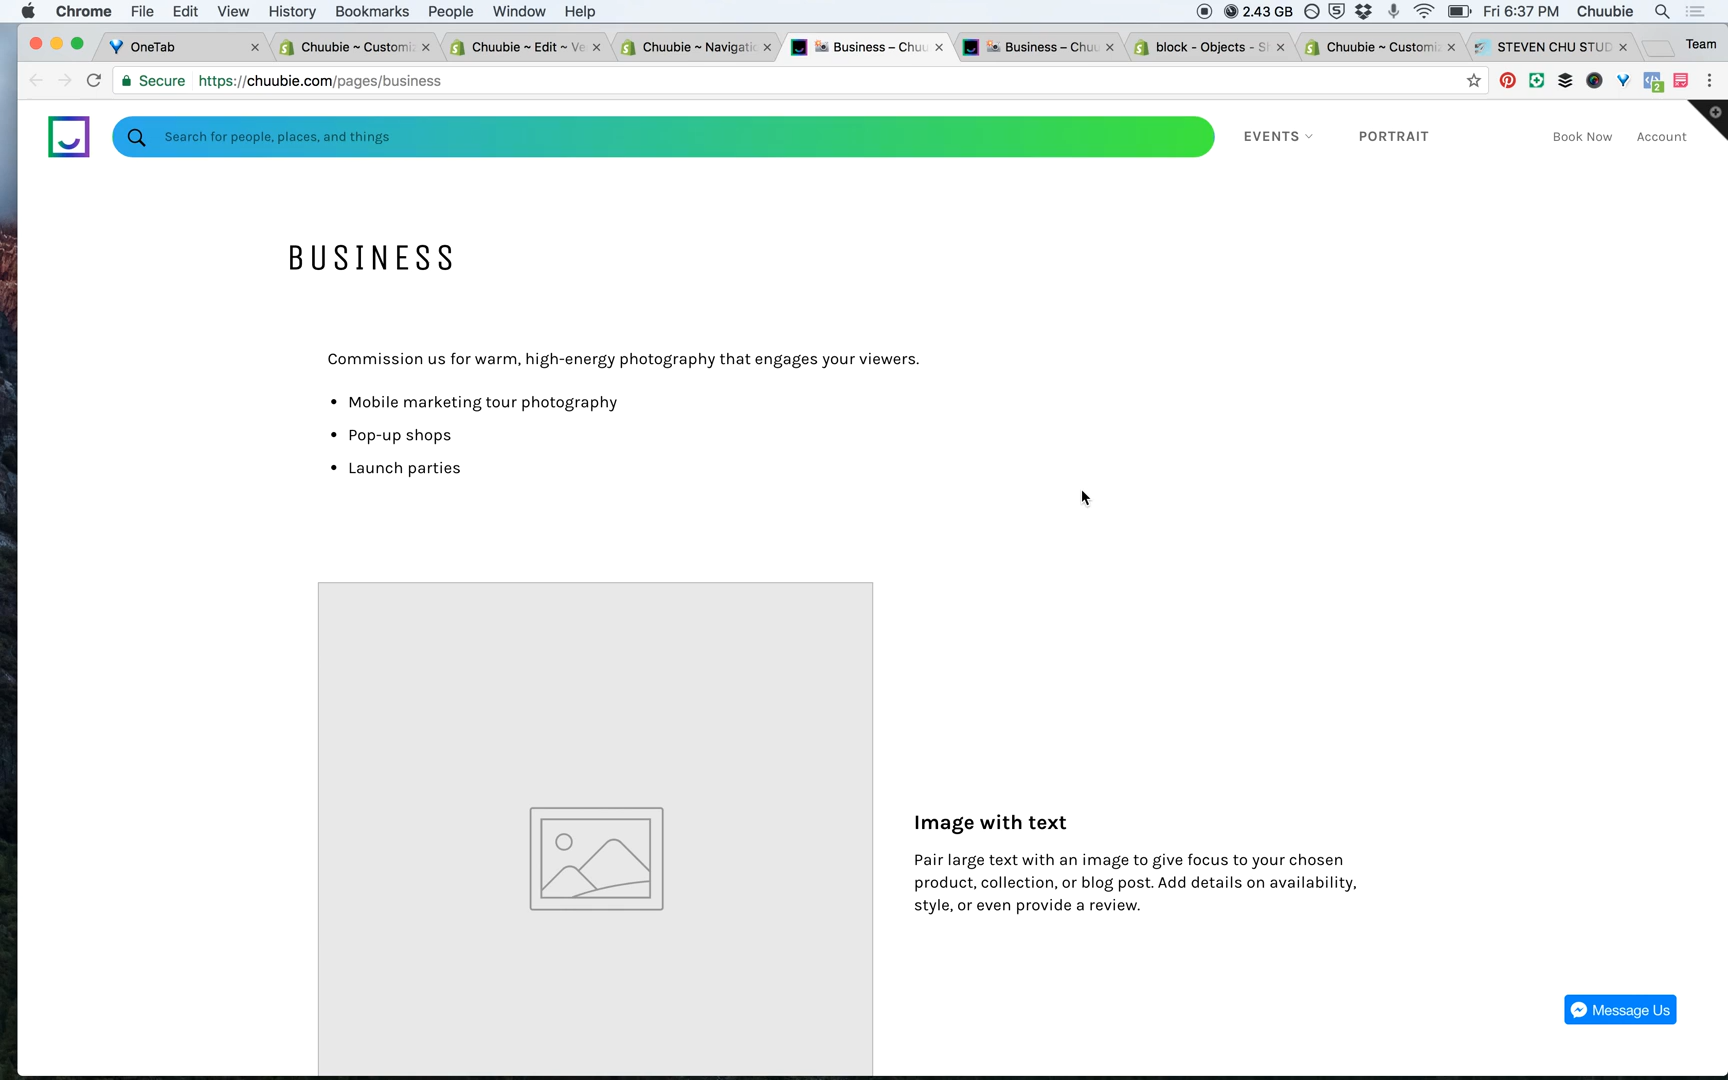 Chrome File Edit View History Bookmarks People Window Help 2.43 GB Fri 6:37 PM Chuubie
OneTab Chuubie ~ Customi Chuubie ~ Edit ~ Ve Chuubie ~ Navigati Business – Chuu Business – Chuu block - Objects - Sh Chuubie ~ Customi STEVEN CHU STUD Team
Secure https://chuubie.com/pages/business 2
Search for people, places, and things EVENTS PORTRAIT Book Now Account
BUSINESS
Commission us for warm, high-energy photography that engages your viewers.
• Mobile marketing tour photography
• Pop-up shops
• Launch parties
Image with text
Pair large text with an image to give focus to your chosen
product, collection, or blog post. Add details on availability,
style, or even provide a review.
Message Us